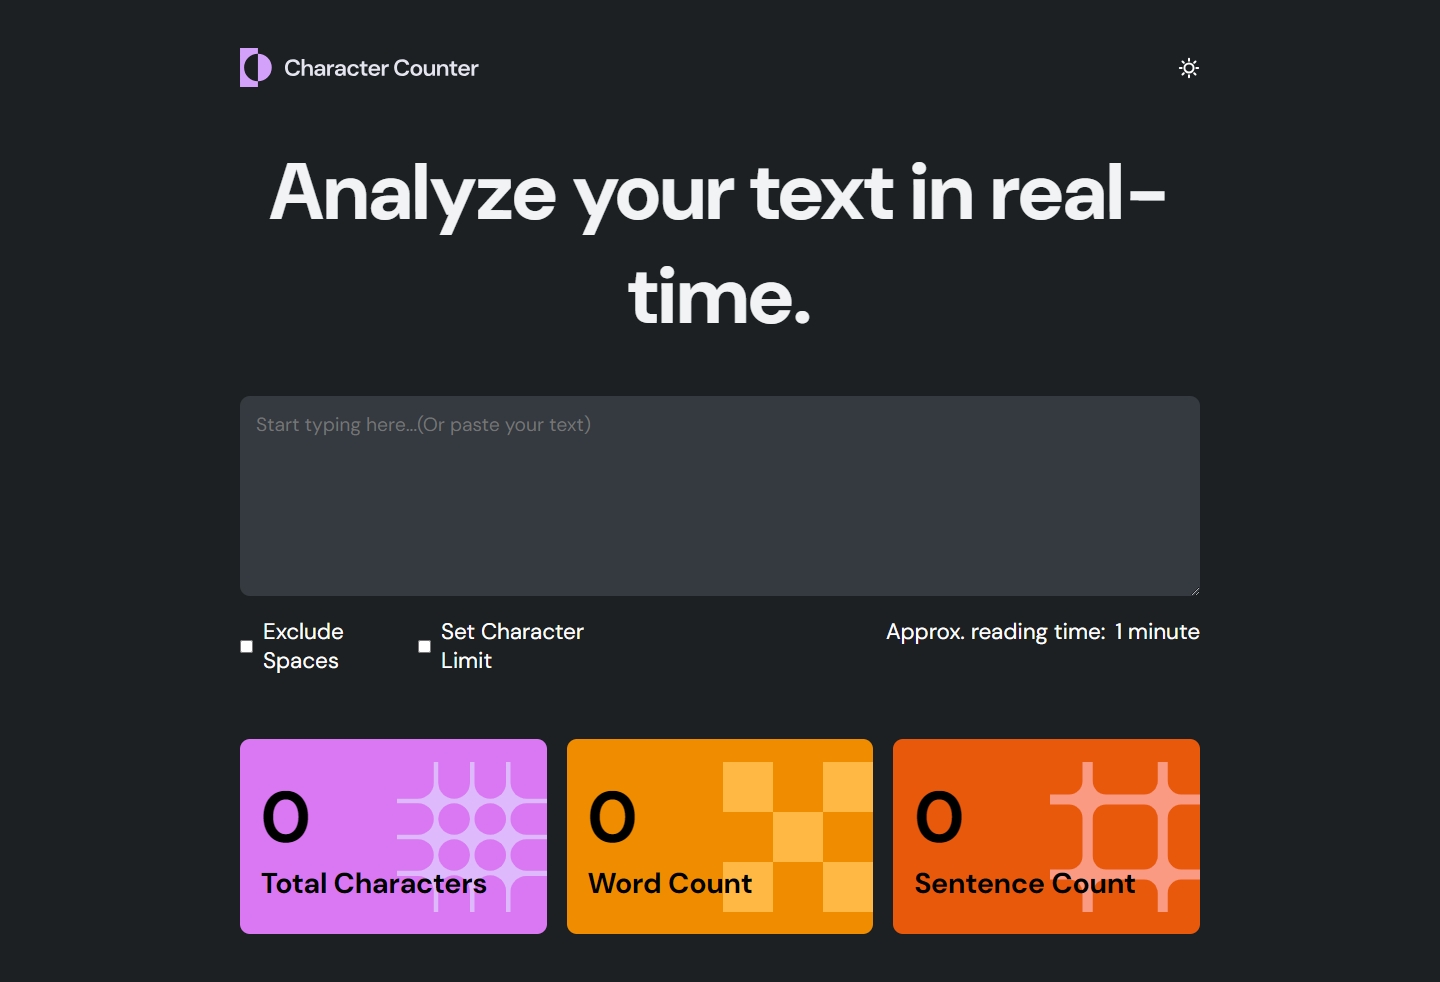 Character Counter
Analyze your text in real-
time.
Start typing here...(Or paste your text)
Exclude
Spaces
Set Character
Limit
Approx. reading time: 1 minute
0
Total Characters
0
Word Count
0
Sentence Count